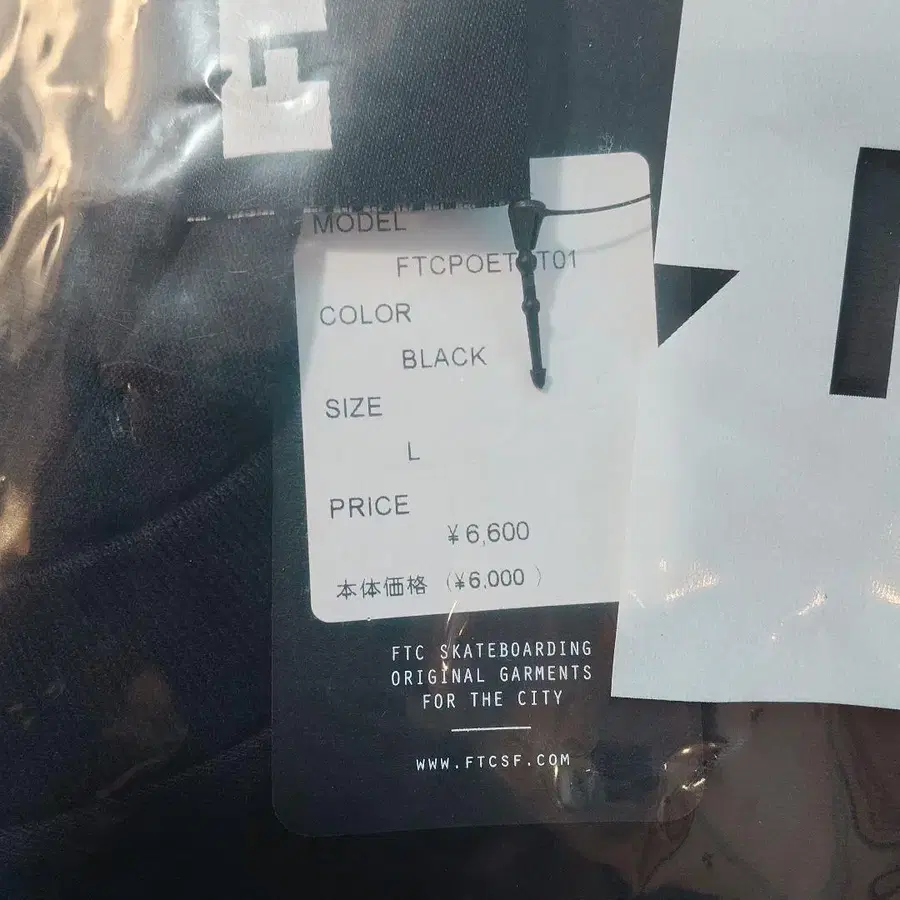 MODEL
COLOR
BLACK
SIZE
L
PRICE
¥6,600
本体価格 (¥6,000 )
FTC SKATEBOARDING
ORIGINAL GARMENTS
FOR THE CITY
WWW.FTCSF.COM